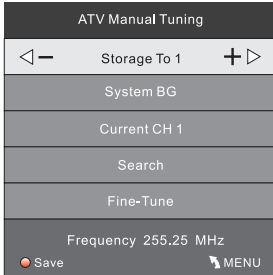 ATV Manual Tuning
Storage To 1
System BG
Current CH 1
Search
Fine-Tune
Frequency 255.25 MHz
Save MENU